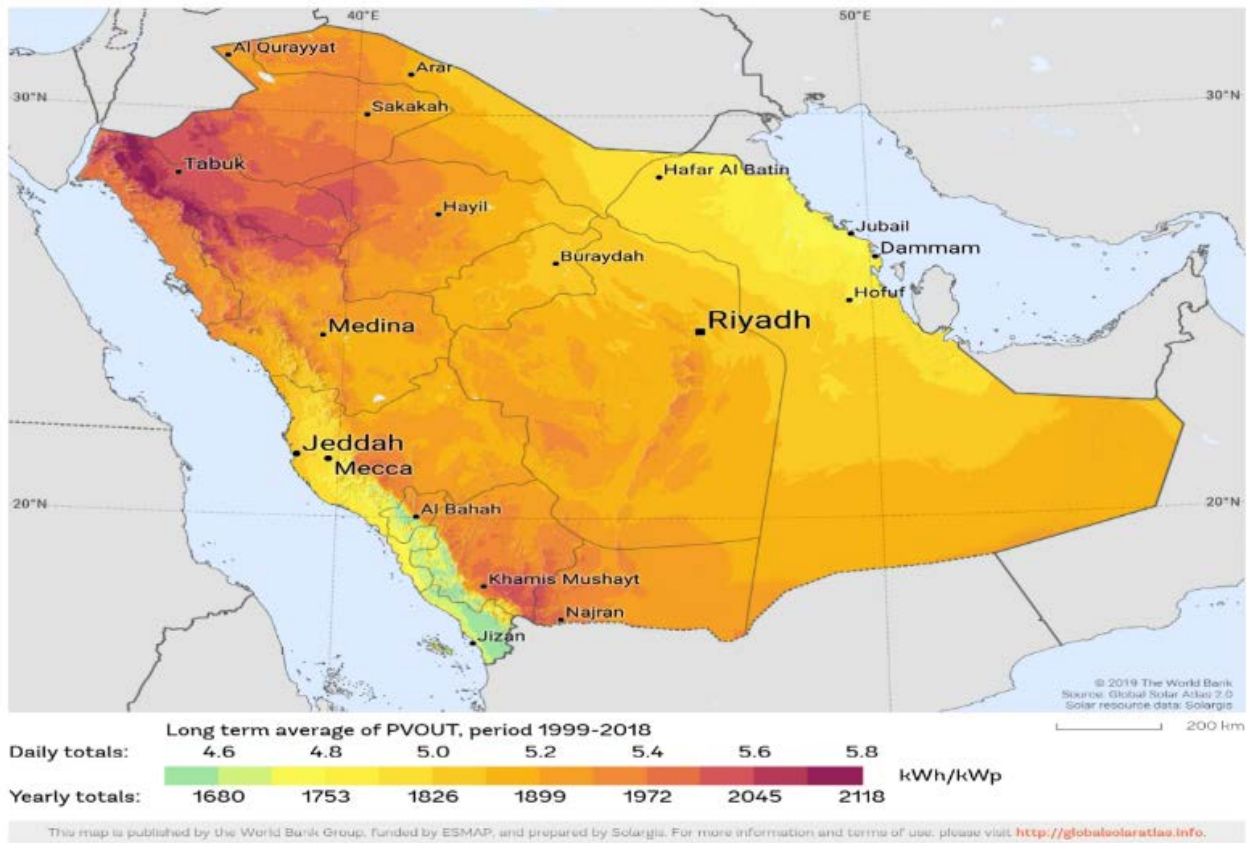 40°E 50°E
Al Qurayyat
Arar
30°N 30°N
Sakakah
Tabuk
Hafar Al Batin
Hayil
Jubail
Dammam
Buraydah
Hofuf
Riyadh
Medina
Jeddah
Mecca
20°N 20°N
Al Bahah
Khamis Mushayt
Najran
Jizan
© 2019 The World Bank
Source: Global Solar Atlas 2.0
Solar resource data: Solargis
200 km
Long term average of PVOUT, period 1999-2018
Daily totals: 4.6 4.8 5.0 5.2 5.4 5.6 5.8
kWh/kWp
Yearly totals: 1680 1753 1826 1899 1972 2045 2118
This map is published by the World Bank Group, funded by ESMAP, and prepared by Solargis. For more information and terms of use, please visit http://globalsolaratlas.info.